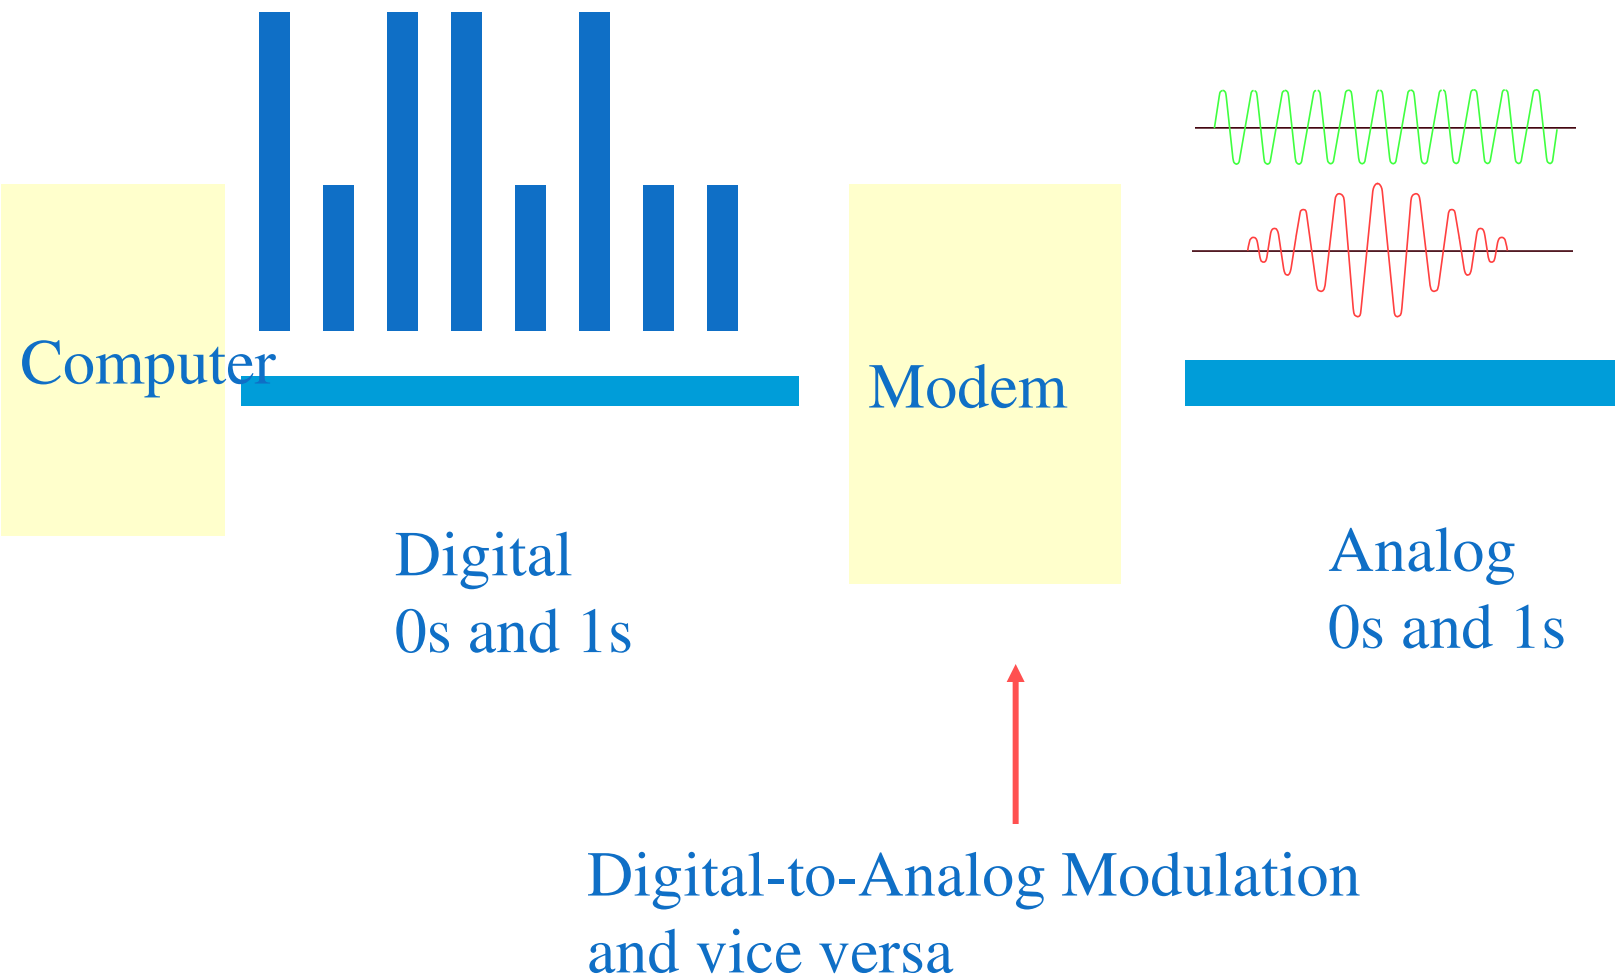 Computer
Modem
Digital
0s and 1s
Analog
0s and 1s
Digital-to-Analog Modulation
and vice versa